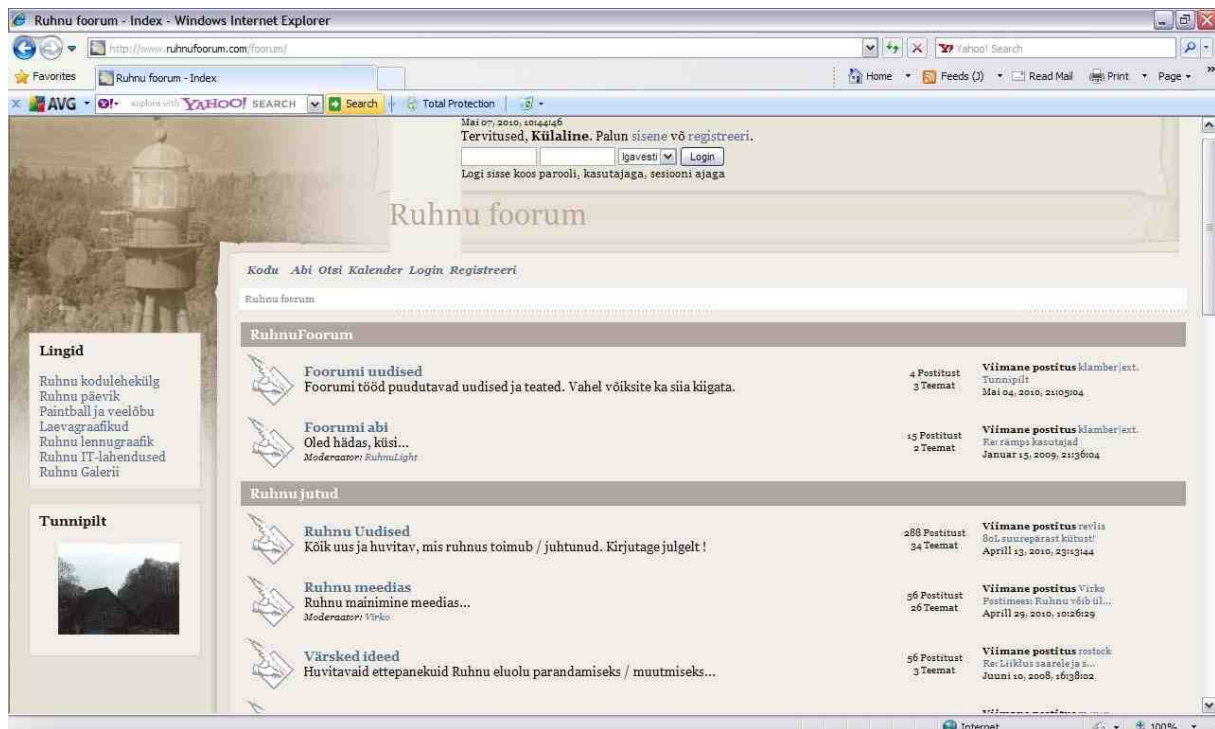 Ruhnu foorum - Index - Windows Internet Explorer
http://www.ruhnufoorum.com/foorum/
Yahoo! Search
Favorites
Ruhnu foorum - Index
Home
Feeds (J)
Read Mail
Print
Page
AVG
explore with YAHOO! SEARCH
Search
Total Protection
Mai 07, 2010, 10:44:46
Tervitused, Külaline. Palun sisene võ registreeri.
Igavesti
Login
Logi sisse koos parooli, kasutajaga, sesiooni ajaga
Ruhnu foorum
Kodu Abi Otsi Kalender Login Registreeri
Ruhnu foorum
Lingid
Ruhnu kodulehekülg
Ruhnu päevik
Paintball ja veelõbu
Laevagraafikud
Ruhnu lennugraafik
Ruhnu IT-lahendused
Ruhnu Galerii
Tunnipilt
RuhnuFoorum
Foorumi uudised
Foorumi tööd puudutavad uudised ja teated. Vahel võiksite ka siia kiigata.
4 Postitust
3 Teemat
Viimane postitus klamber|ext.
Tunnipilt
Mai 04, 2010, 21:05:04
Foorumi abi
Oled hädas, küsi...
Moderaator: RuhnuLight
15 Postitust
2 Teemat
Viimane postitus klamber|ext.
Re: rämps kasutajad
Januar 15, 2009, 21:36:04
Ruhnu jutud
Ruhnu Uudised
Kõik uus ja huvitav, mis ruhnus toimub / juhtunud. Kirjutage julgelt !
288 Postitust
34 Teemat
Viimane postitus revlis
80L suurepärast kütust!
Aprill 13, 2010, 23:13:44
Ruhnu meedias
Ruhnu mainimine meedias...
Moderaator: Virko
56 Postitust
26 Teemat
Viimane postitus Virko
Postimees: Ruhnu võib ül...
Aprill 29, 2010, 10:26:29
Värsked ideed
Huvitavaid ettepanekuid Ruhnu eluolu parandamiseks / muutmiseks...
56 Postitust
3 Teemat
Viimane postitus rostock
Re: Liiklus saarele ja s...
Juuni 10, 2008, 16:38:02
Internet
100%